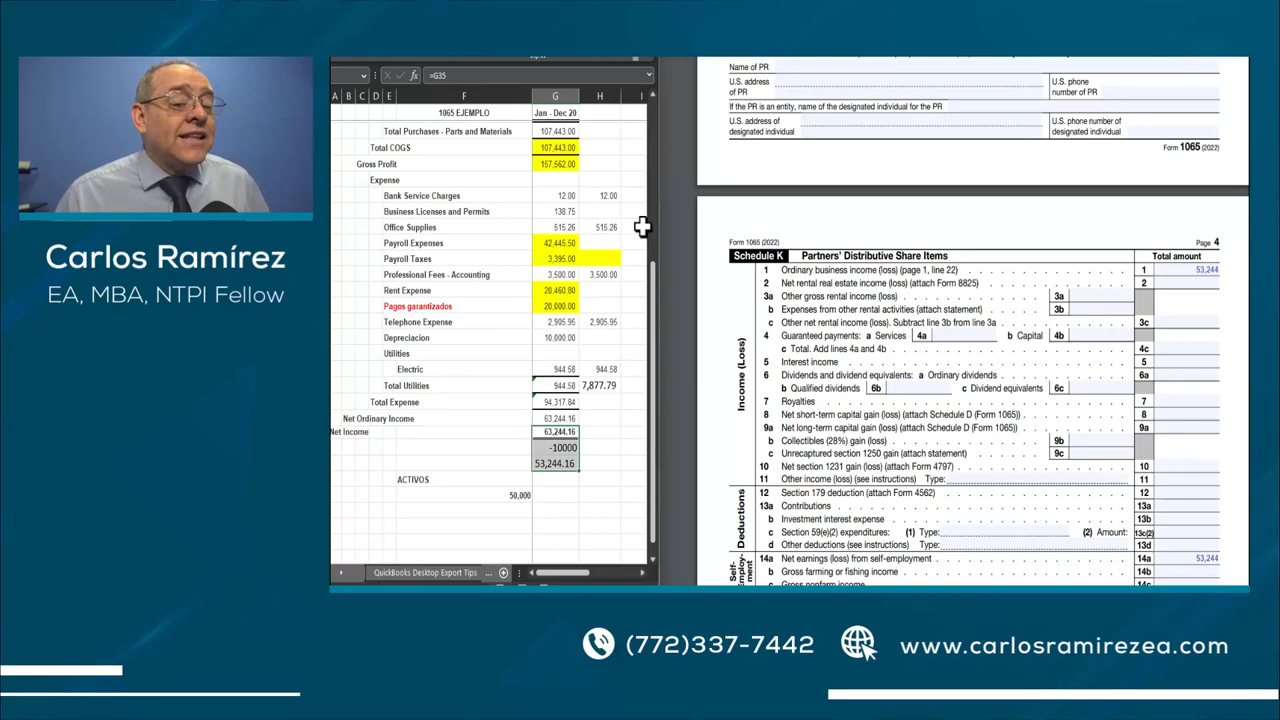 Carlos Ramírez
EA, MBA, NTPI Fellow
=G35
A B C D E F G H I
1065 EJEMPLO Jan - Dec 20
Total Purchases - Parts and Materials 107,443.00
Total COGS 107,443.00
Gross Profit 157,562.00
Expense
Bank Service Charges 12.00 12.00
Business Licenses and Permits 138.75
Office Supplies 515.26 515.26
Payroll Expenses 42,445.50
Payroll Taxes 3,395.00
Professional Fees - Accounting 3,500.00 3,500.00
Rent Expense 20,460.80
Pagos garantizados 20,000.00
Telephone Expense 2,905.95 2,905.95
Depreciacion 10,000.00
Utilities
Electric 944.58 944.58
Total Utilities 944.58 7,877.79
Total Expense 94,317.84
Net Ordinary Income 63,244.16
Net Income 63,244.16
-10000
53,244.16
ACTIVOS
50,000
QuickBooks Desktop Export Tips ...
Name of PR
U.S. address of PR U.S. phone number of PR
If the PR is an entity, name of the designated individual for the PR
U.S. address of designated individual U.S. phone number of designated individual
Form 1065 (2022)
Form 1065 (2022) Page 4
Schedule K Partners' Distributive Share Items Total amount
Income (Loss)
1 Ordinary business income (loss) (page 1, line 22) 1 53,244
2 Net rental real estate income (loss) (attach Form 8825) 2
3a Other gross rental income (loss) 3a
b Expenses from other rental activities (attach statement) 3b
c Other net rental income (loss). Subtract line 3b from line 3a 3c
4 Guaranteed payments: a Services 4a b Capital 4b
c Total. Add lines 4a and 4b 4c
5 Interest income 5
6 Dividends and dividend equivalents: a Ordinary dividends 6a
b Qualified dividends 6b c Dividend equivalents 6c
7 Royalties 7
8 Net short-term capital gain (loss) (attach Schedule D (Form 1065)) 8
9a Net long-term capital gain (loss) (attach Schedule D (Form 1065)) 9a
b Collectibles (28%) gain (loss) 9b
c Unrecaptured section 1250 gain (attach statement) 9c
10 Net section 1231 gain (loss) (attach Form 4797) 10
11 Other income (loss) (see instructions) Type: 11
Deductions
12 Section 179 deduction (attach Form 4562) 12
13a Contributions 13a
b Investment interest expense 13b
c Section 59(e)(2) expenditures: (1) Type: (2) Amount: 13c(2)
d Other deductions (see instructions) Type: 13d
Self-Employ-ment
14a Net earnings (loss) from self-employment 14a 53,244
b Gross farming or fishing income 14b
c Gross nonfarm income 14c
(772)337-7442
www.carlosramirezea.com